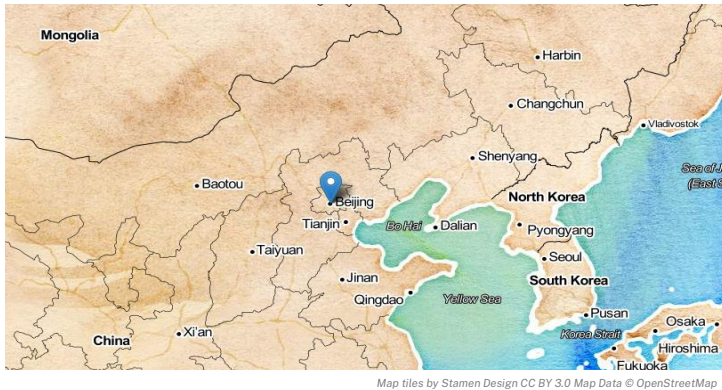 Mongolia
Harbin
Changchun
Vladivostok
Shenyang
Sea of J
(East S
Baotou
Beijing
North Korea
Tianjin
Bo Hai
Dalian
Pyongyang
Taiyuan
Seoul
Jinan
South Korea
Qingdao
Yellow Sea
Pusan
Osaka
Xi'an
Korea Strait
China
Hiroshima
Fukuoka
Map tiles by Stamen Design CC BY 3.0 Map Data © OpenStreetMap